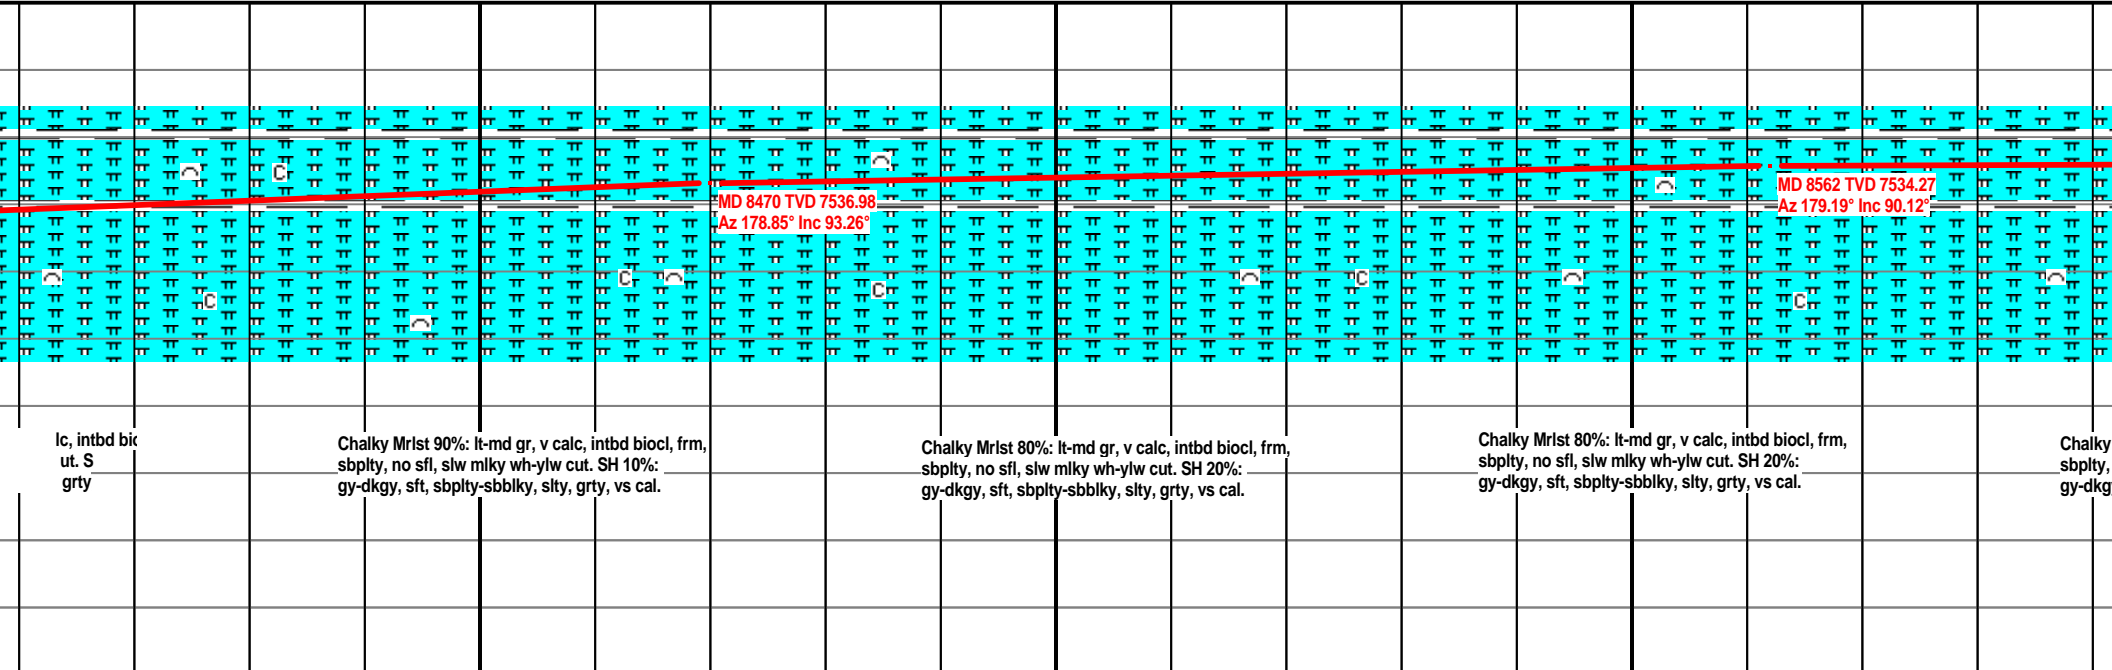 MD 8470 TVD 7536.98
Az 178.85° Inc 93.26°
MD 8562 TVD 7534.27
Az 179.19° Inc 90.12°
lc, intbd bio
ut. S
grty
Chalky Mrlst 90%: lt-md gr, v calc, intbd biocl, frm,
sbplty, no sfl, slw mlky wh-ylw cut. SH 10%:
gy-dkgy, sft, sbplty-sbblky, slty, grty, vs cal.
Chalky Mrlst 80%: lt-md gr, v calc, intbd biocl, frm,
sbplty, no sfl, slw mlky wh-ylw cut. SH 20%:
gy-dkgy, sft, sbplty-sbblky, slty, grty, vs cal.
Chalky Mrlst 80%: lt-md gr, v calc, intbd biocl, frm,
sbplty, no sfl, slw mlky wh-ylw cut. SH 20%:
gy-dkgy, sft, sbplty-sbblky, slty, grty, vs cal.
Chalky
sbplty,
gy-dkg